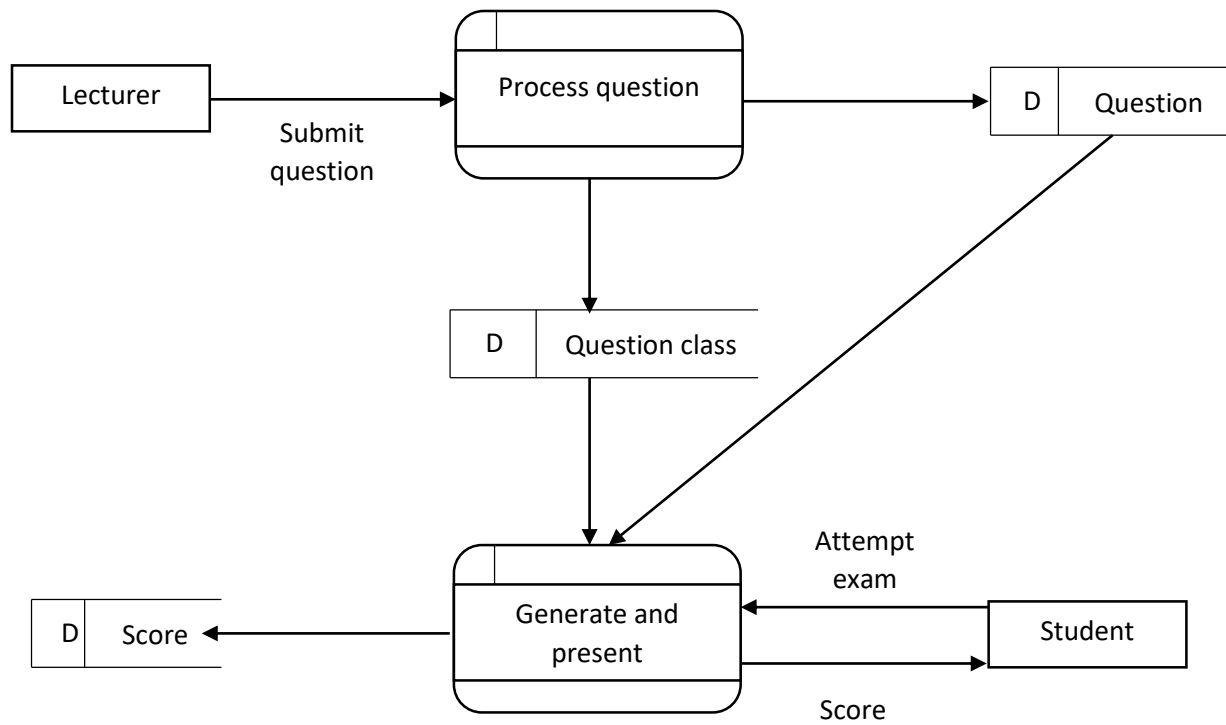 Lecturer
Submit
question
Process question
D Question
D Question class
Attempt
exam
D Score
Generate and
present
Student
Score